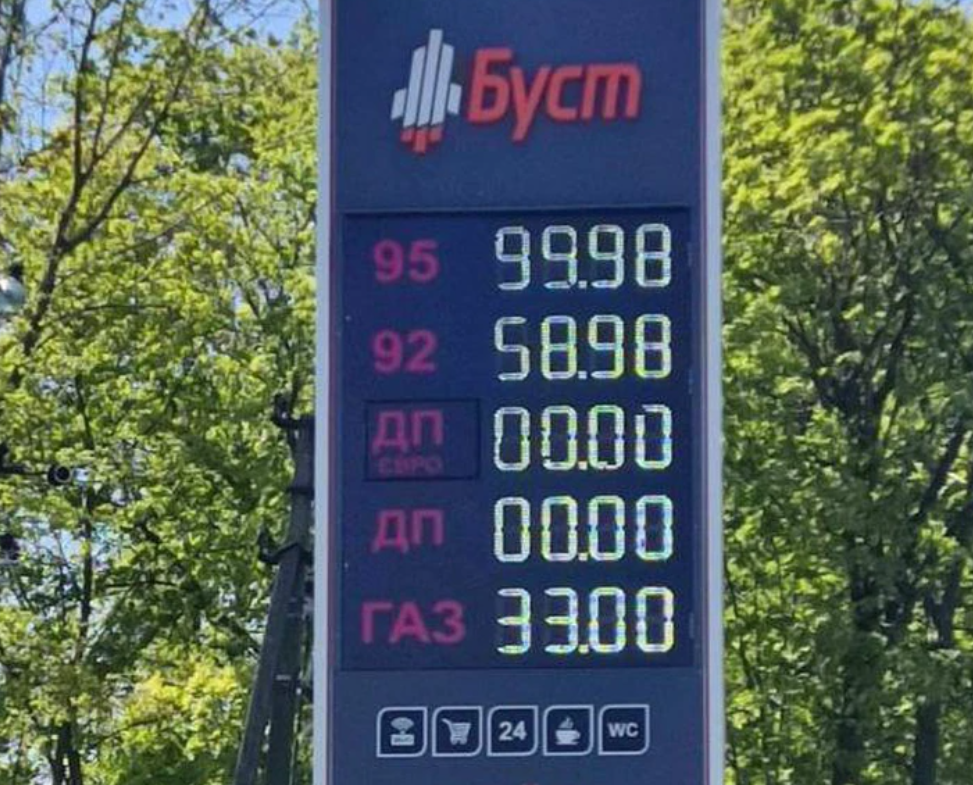 Буст
95 99.98
92 58.98
ДП 00.00
ЄВРО
ДП 00.00
ГАЗ 33.00
24 WC